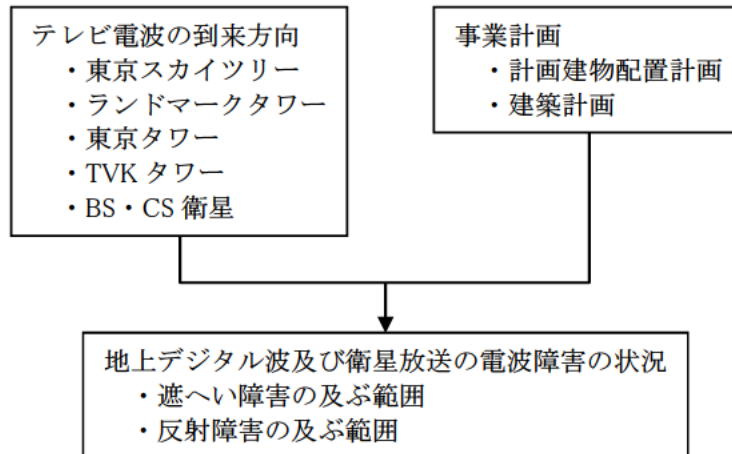 テレビ電波の到来方向
・東京スカイツリー
・ランドマークタワー
・東京タワー
・TVK タワー
・BS・CS 衛星
事業計画
・計画建物配置計画
・建築計画
地上デジタル波及び衛星放送の電波障害の状況
・遮へい障害の及ぶ範囲
・反射障害の及ぶ範囲